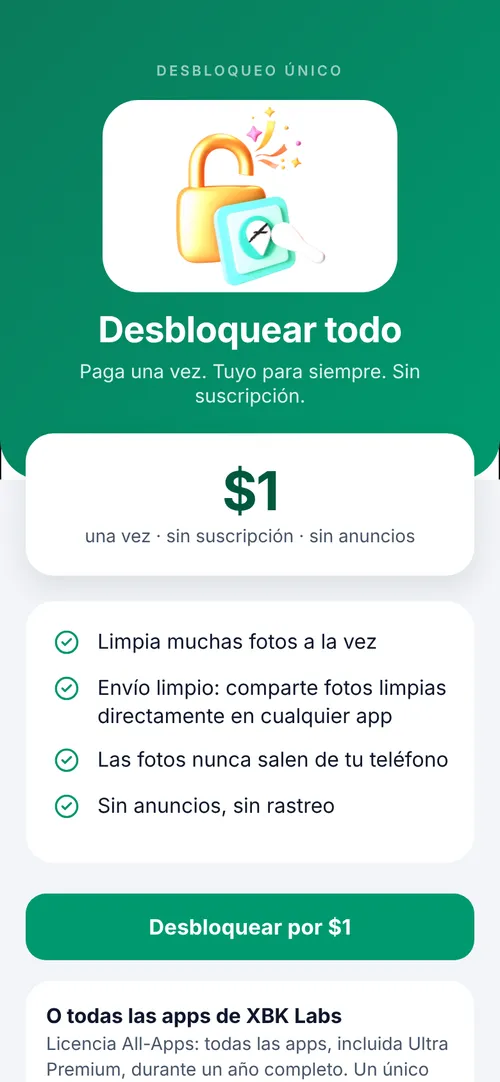 DESBLOQUEO ÚNICO
Desbloquear todo
Paga una vez. Tuyo para siempre. Sin
suscripción.
$1
una vez · sin suscripción · sin anuncios
Limpia muchas fotos a la vez
Envío limpio: comparte fotos limpias
directamente en cualquier app
Las fotos nunca salen de tu teléfono
Sin anuncios, sin rastreo
Desbloquear por $1
O todas las apps de XBK Labs
Licencia All-Apps: todas las apps, incluida Ultra
Premium, durante un año completo. Un único